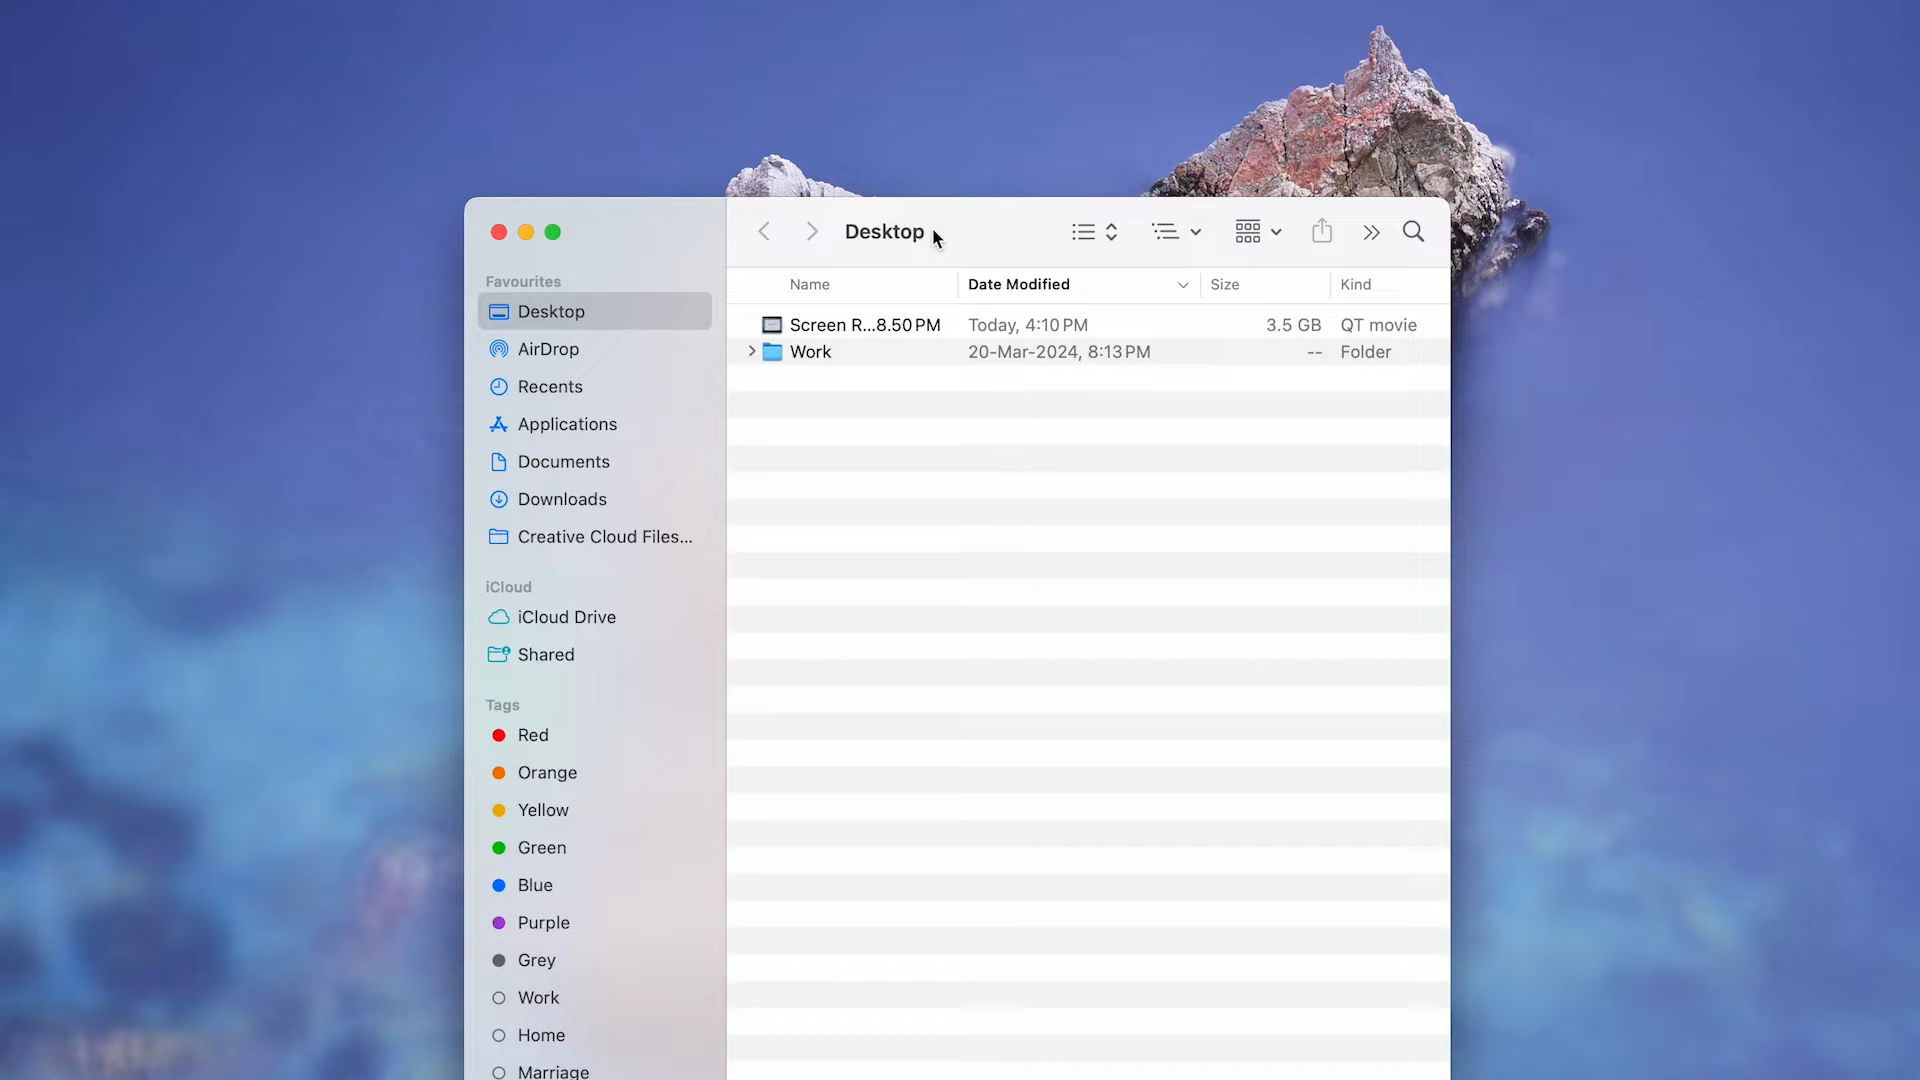 Desktop
Favourites
Desktop
AirDrop
Recents
Applications
Documents
Downloads
Creative Cloud Files...
iCloud
iCloud Drive
Shared
Tags
Red
Orange
Yellow
Green
Blue
Purple
Grey
Work
Home
Marriage
Name Date Modified Size Kind
Screen R...8.50 PM Today, 4:10 PM 3.5 GB QT movie
Work 20-Mar-2024, 8:13 PM -- Folder